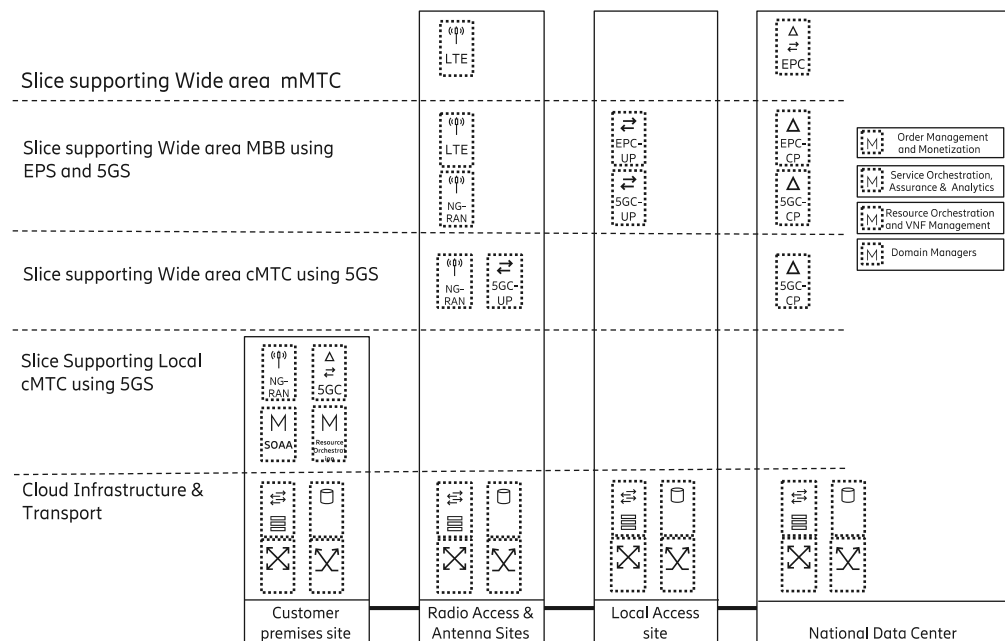 LTE
EPC
Slice supporting Wide area mMTC
Slice supporting Wide area MBB using
EPS and 5GS
LTE
NG-
RAN
EPC-
UP
5GC-
UP
EPC-
CP
5GC-
CP
M Order Management
and Monetization
M Service Orchestration,
Assurance & Analytics
M Resource Orchestration
and VNF Management
M Domain Managers
Slice supporting Wide area cMTC using 5GS
NG-
RAN
5GC-
UP
5GC-
CP
Slice Supporting Local
cMTC using 5GS
NG-
RAN
5GC
M
SOAA
M
Resource
Orchestrat
ion
Cloud Infrastructure &
Transport
Customer
premises site
Radio Access &
Antenna Sites
Local Access
site
National Data Center